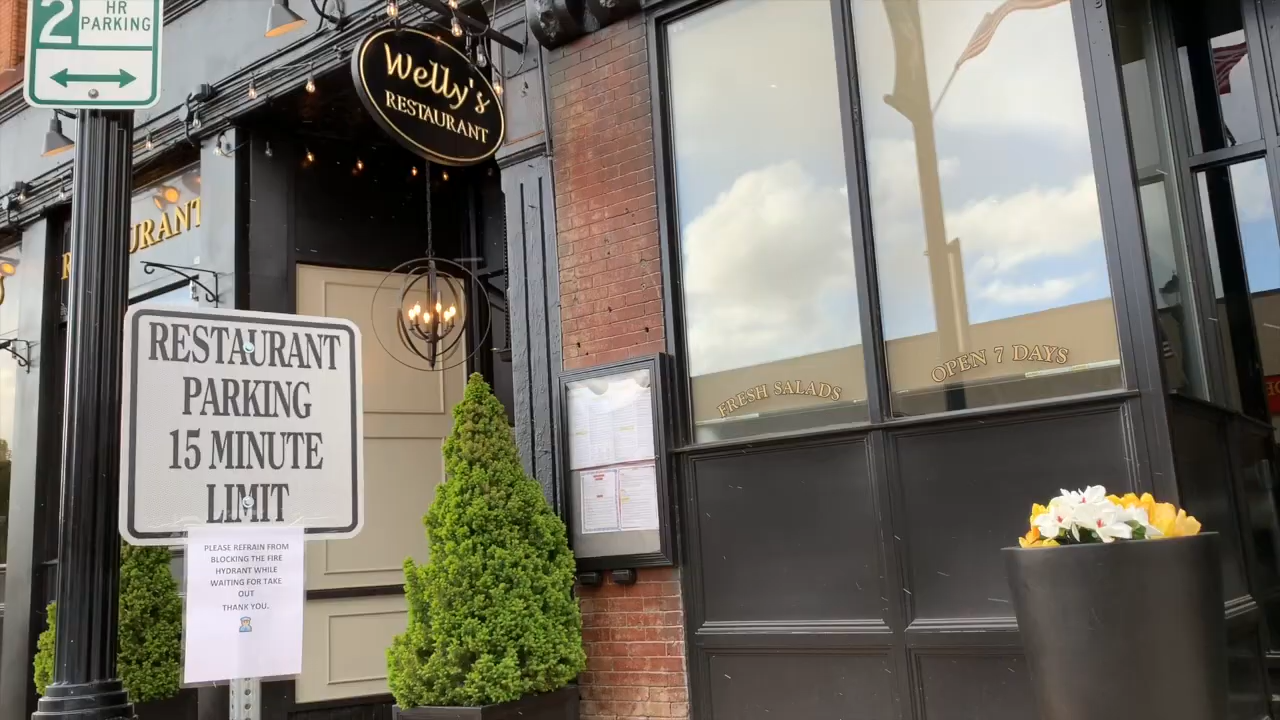 2 HR
PARKING
Welly's
RESTAURANT
URANT
RESTAURANT
PARKING
15 MINUTE
LIMIT
PLEASE REFRAIN FROM
BLOCKING THE FIRE
HYDRANT WHILE
WAITING FOR TAKE
OUT
THANK YOU.
FRESH SALADS
OPEN 7 DAYS